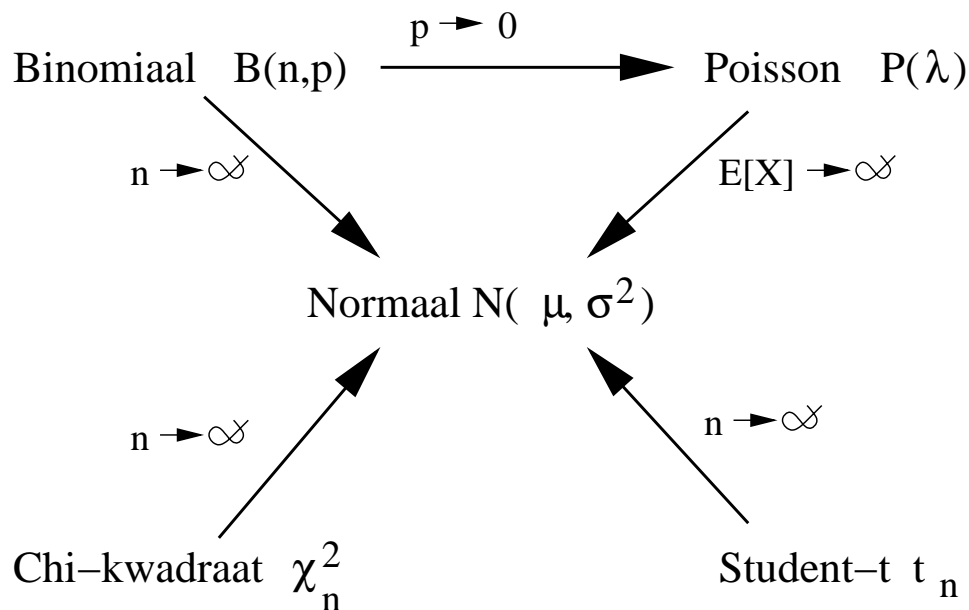 p → 0
Binomiaal B(n,p)
Poisson P(λ)
n → ∞
E[X] → ∞
Normaal N( μ, σ²)
n → ∞
n → ∞
Chi–kwadraat χ²ₙ
Student–t tₙ